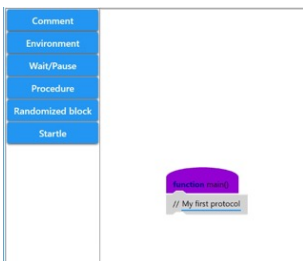 Comment
Environment
Wait/Pause
Procedure
Randomized block
Startle
function main()
// My first protocol